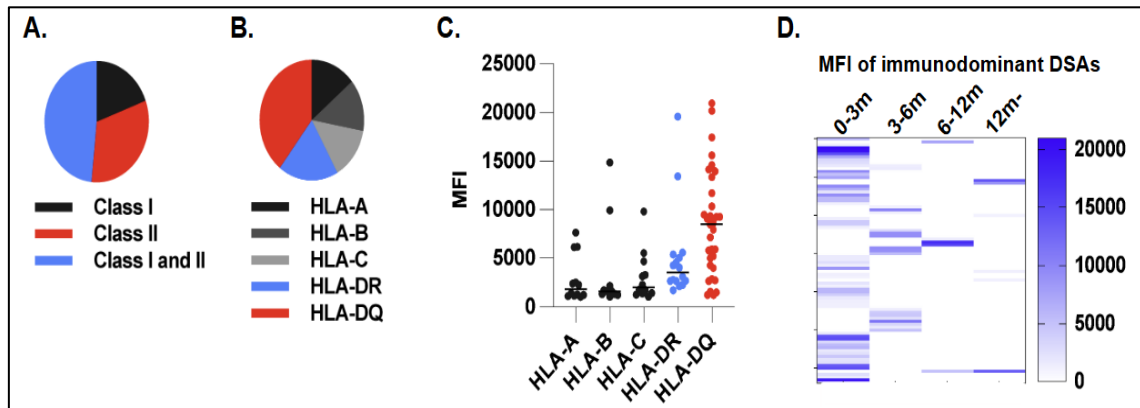 A.
B.
C.
D.
Class I
Class II
Class I and II
HLA-A
HLA-B
HLA-C
HLA-DR
HLA-DQ
MFI
25000
20000
15000
10000
5000
0
HLA-A
HLA-B
HLA-C
HLA-DR
HLA-DQ
MFI of immunodominant DSAs
0-3m
3-6m
6-12m
12m-
20000
15000
10000
5000
0